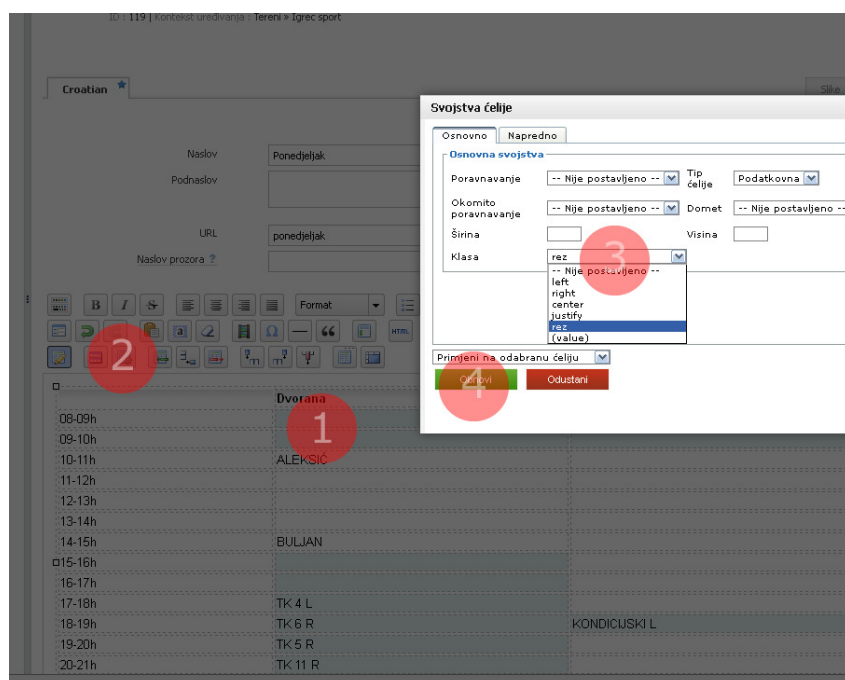 ID : 119 | Kontekst uređivanja : Tereni » Igrec sport
Croatian
Slike
Naslov
Ponedjeljak
Podnaslov
URL
ponedjeljak
Naslov prozora ?
B I S Format
Ω HTML
2
Dvorana
1
08-09h
09-10h
10-11h ALEKSIĆ
11-12h
12-13h
13-14h
14-15h BULJAN
15-16h
16-17h
17-18h TK 4 L
18-19h TK 6 R KONDICIJSKI L
19-20h TK 5 R
20-21h TK 11 R
Svojstva ćelije
Osnovno Napredno
Osnovna svojstva
Poravnavanje -- Nije postavljeno -- Tip ćelije Podatkovna
Okomito poravnavanje -- Nije postavljeno -- Domet -- Nije postavljeno --
Širina Visina
3
Klasa rez
-- Nije postavljeno --
left
right
center
justify
rez
(value)
Primjeni na odabranu ćeliju
Obnovi Odustani
4